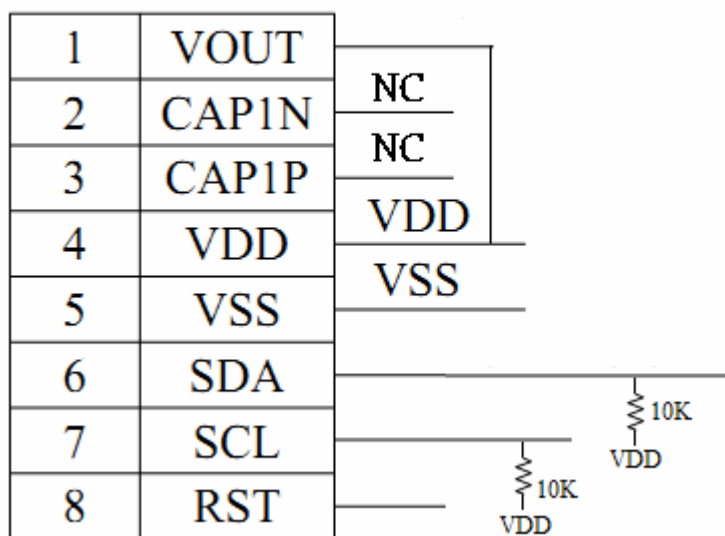 1 VOUT
NC
2 CAP1N
NC
3 CAP1P
VDD
4 VDD
VSS
5 VSS
6 SDA
10K
VDD
7 SCL
10K
VDD
8 RST